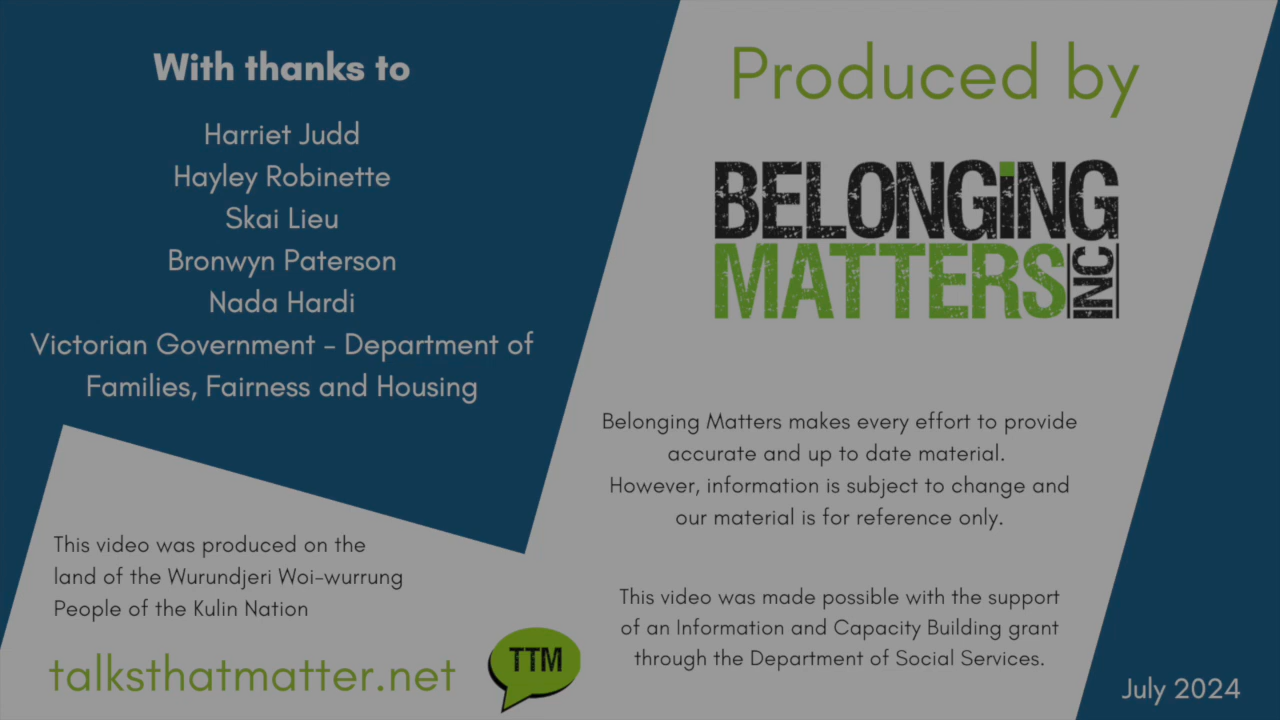 With thanks to
Harriet Judd
Hayley Robinette
Skai Lieu
Bronwyn Paterson
Nada Hardi
Victorian Government - Department of
Families, Fairness and Housing
This video was produced on the
land of the Wurundjeri Woi-wurrung
People of the Kulin Nation
talksthatmatter.net
TTM
Produced by
BELONGiNG
MATTERS INC
Belonging Matters makes every effort to provide
accurate and up to date material.
However, information is subject to change and
our material is for reference only.
This video was made possible with the support
of an Information and Capacity Building grant
through the Department of Social Services.
July 2024